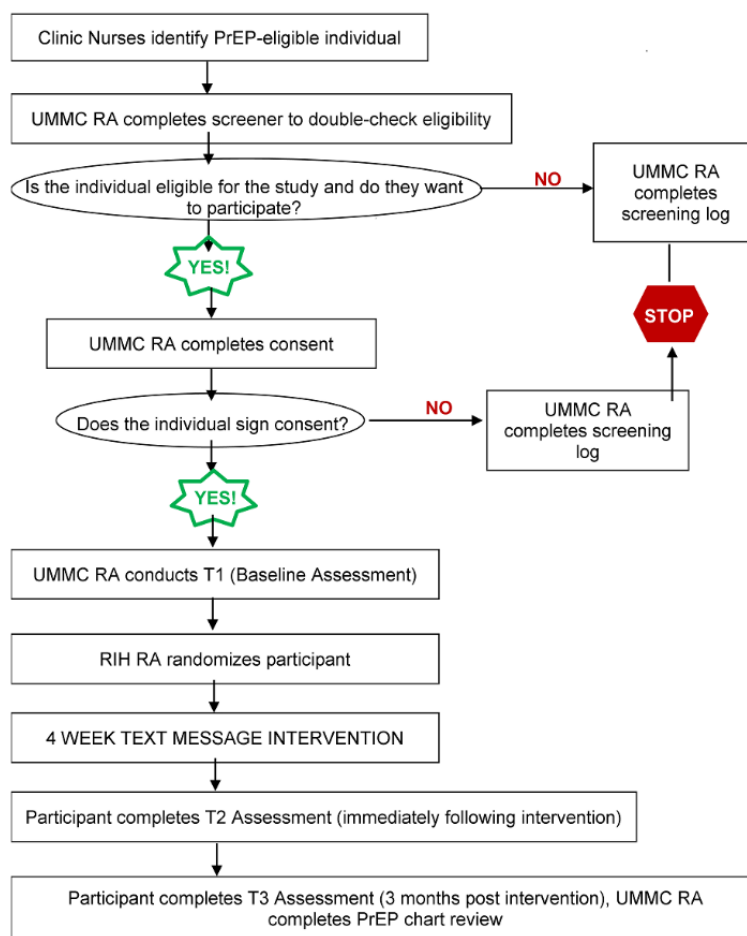 Clinic Nurses identify PrEP-eligible individual
UMMC RA completes screener to double-check eligibility
Is the individual eligible for the study and do they want
to participate?
NO
UMMC RA
completes
screening log
YES!
STOP
UMMC RA completes consent
Does the individual sign consent?
NO
UMMC RA
completes screening
log
YES!
UMMC RA conducts T1 (Baseline Assessment)
RIH RA randomizes participant
4 WEEK TEXT MESSAGE INTERVENTION
Participant completes T2 Assessment (immediately following intervention)
Participant completes T3 Assessment (3 months post intervention), UMMC RA
completes PrEP chart review